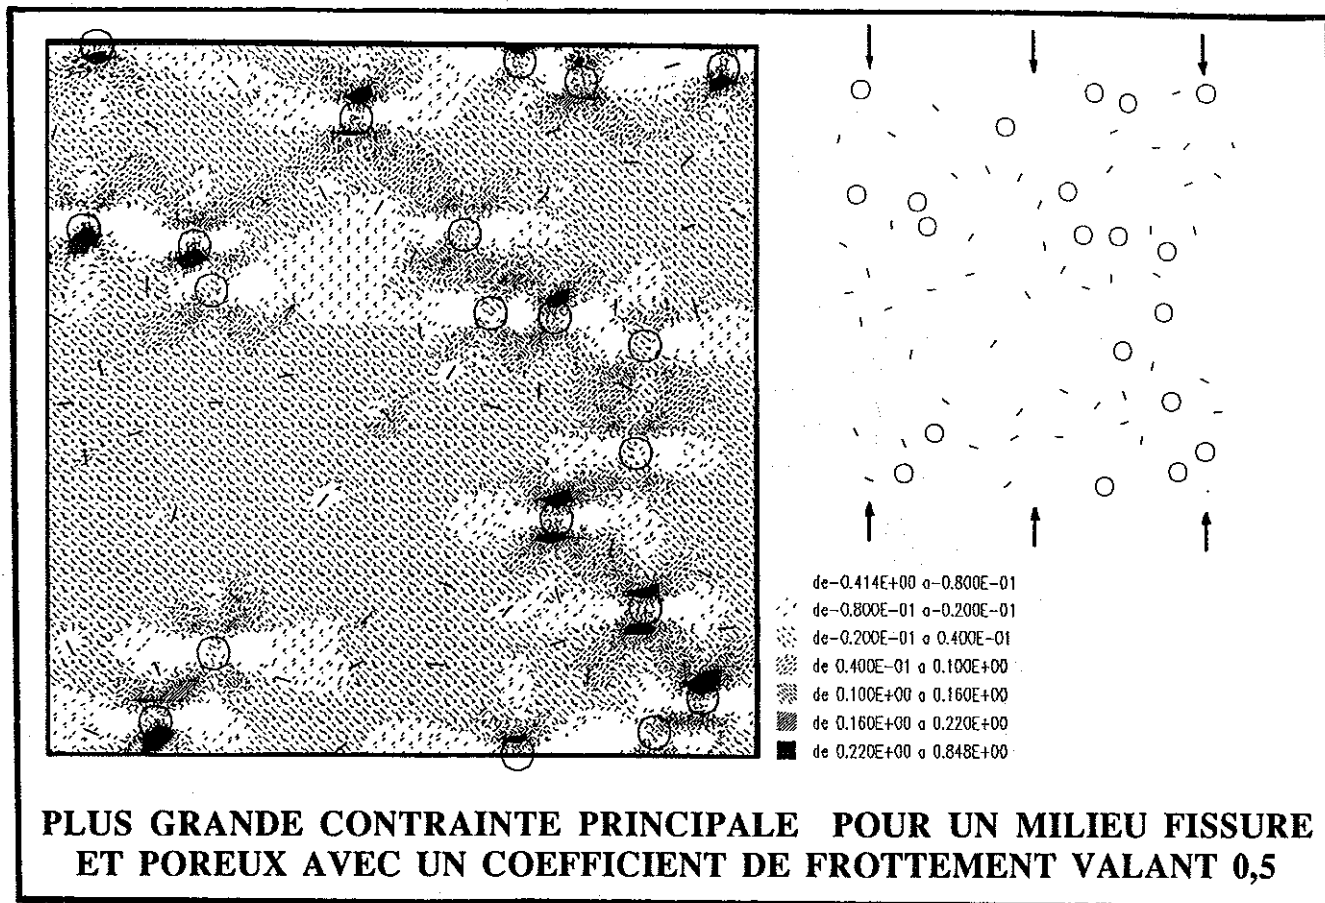 de-0.414E+00 a-0.800E-01
de-0.800E-01 a-0.200E-01
de-0.200E-01 a 0.400E-01
de 0.400E-01 a 0.100E+00
de 0.100E+00 a 0.160E+00
de 0.160E+00 a 0.220E+00
de 0.220E+00 a 0.848E+00
PLUS GRANDE CONTRAINTE PRINCIPALE POUR UN MILIEU FISSURE
ET POREUX AVEC UN COEFFICIENT DE FROTTEMENT VALANT 0,5